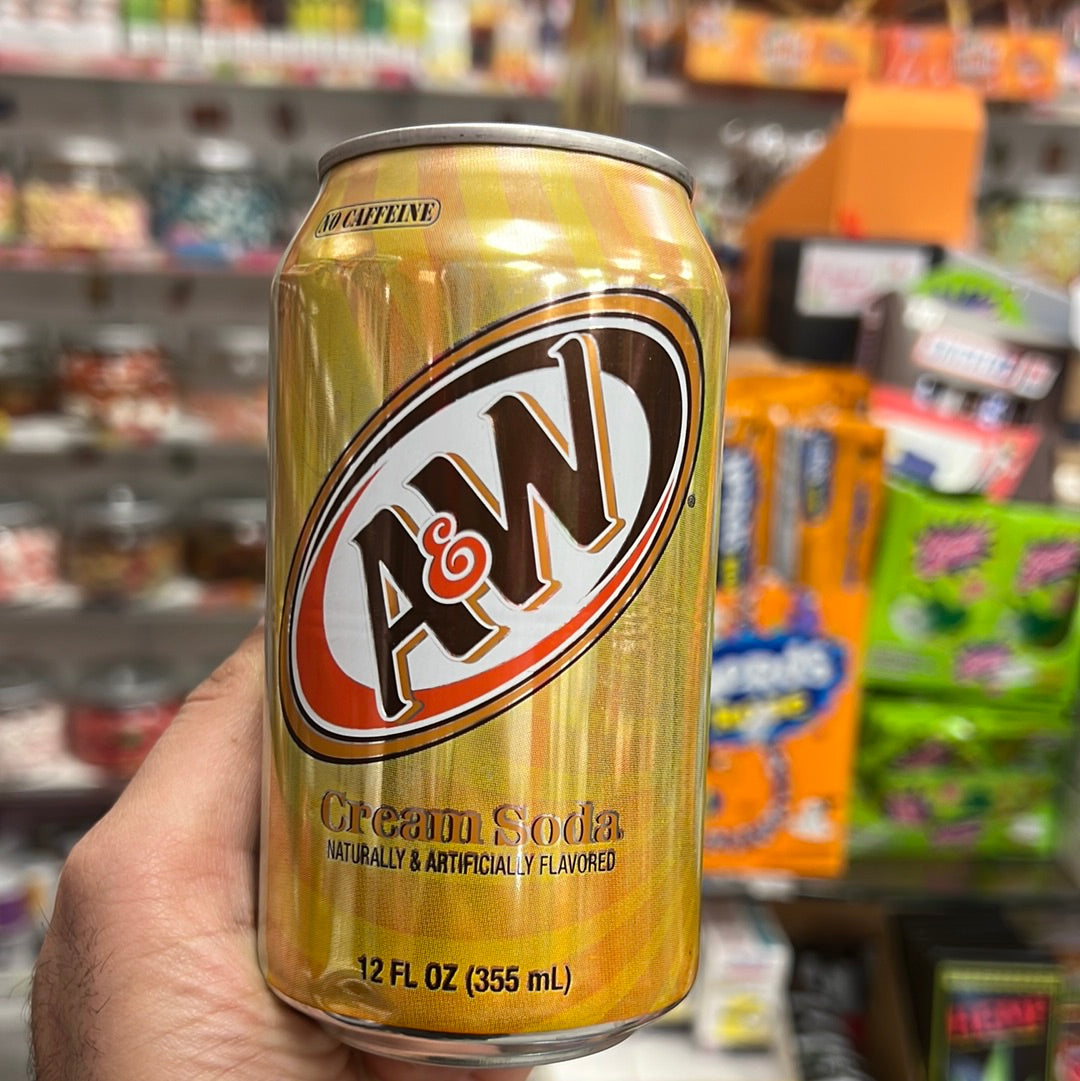 NO CAFFEINE
A&W
®
Cream Soda
NATURALLY & ARTIFICIALLY FLAVORED
12 FL OZ (355 mL)